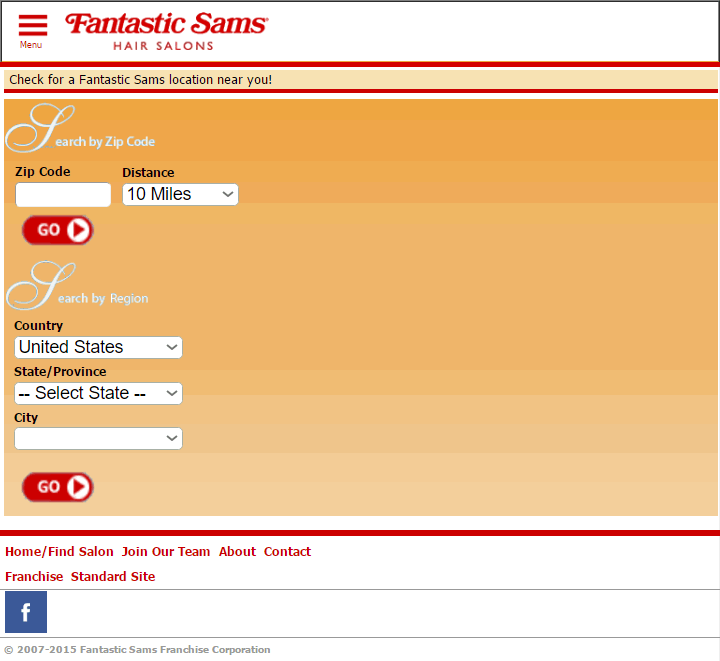 Menu
Fantastic Sams
HAIR SALONS
Check for a Fantastic Sams location near you!
Search by Zip Code
Zip Code Distance
10 Miles
GO
Search by Region
Country
United States
State/Province
-- Select State --
City
GO
Home/Find Salon Join Our Team About Contact
Franchise Standard Site
f
© 2007-2015 Fantastic Sams Franchise Corporation